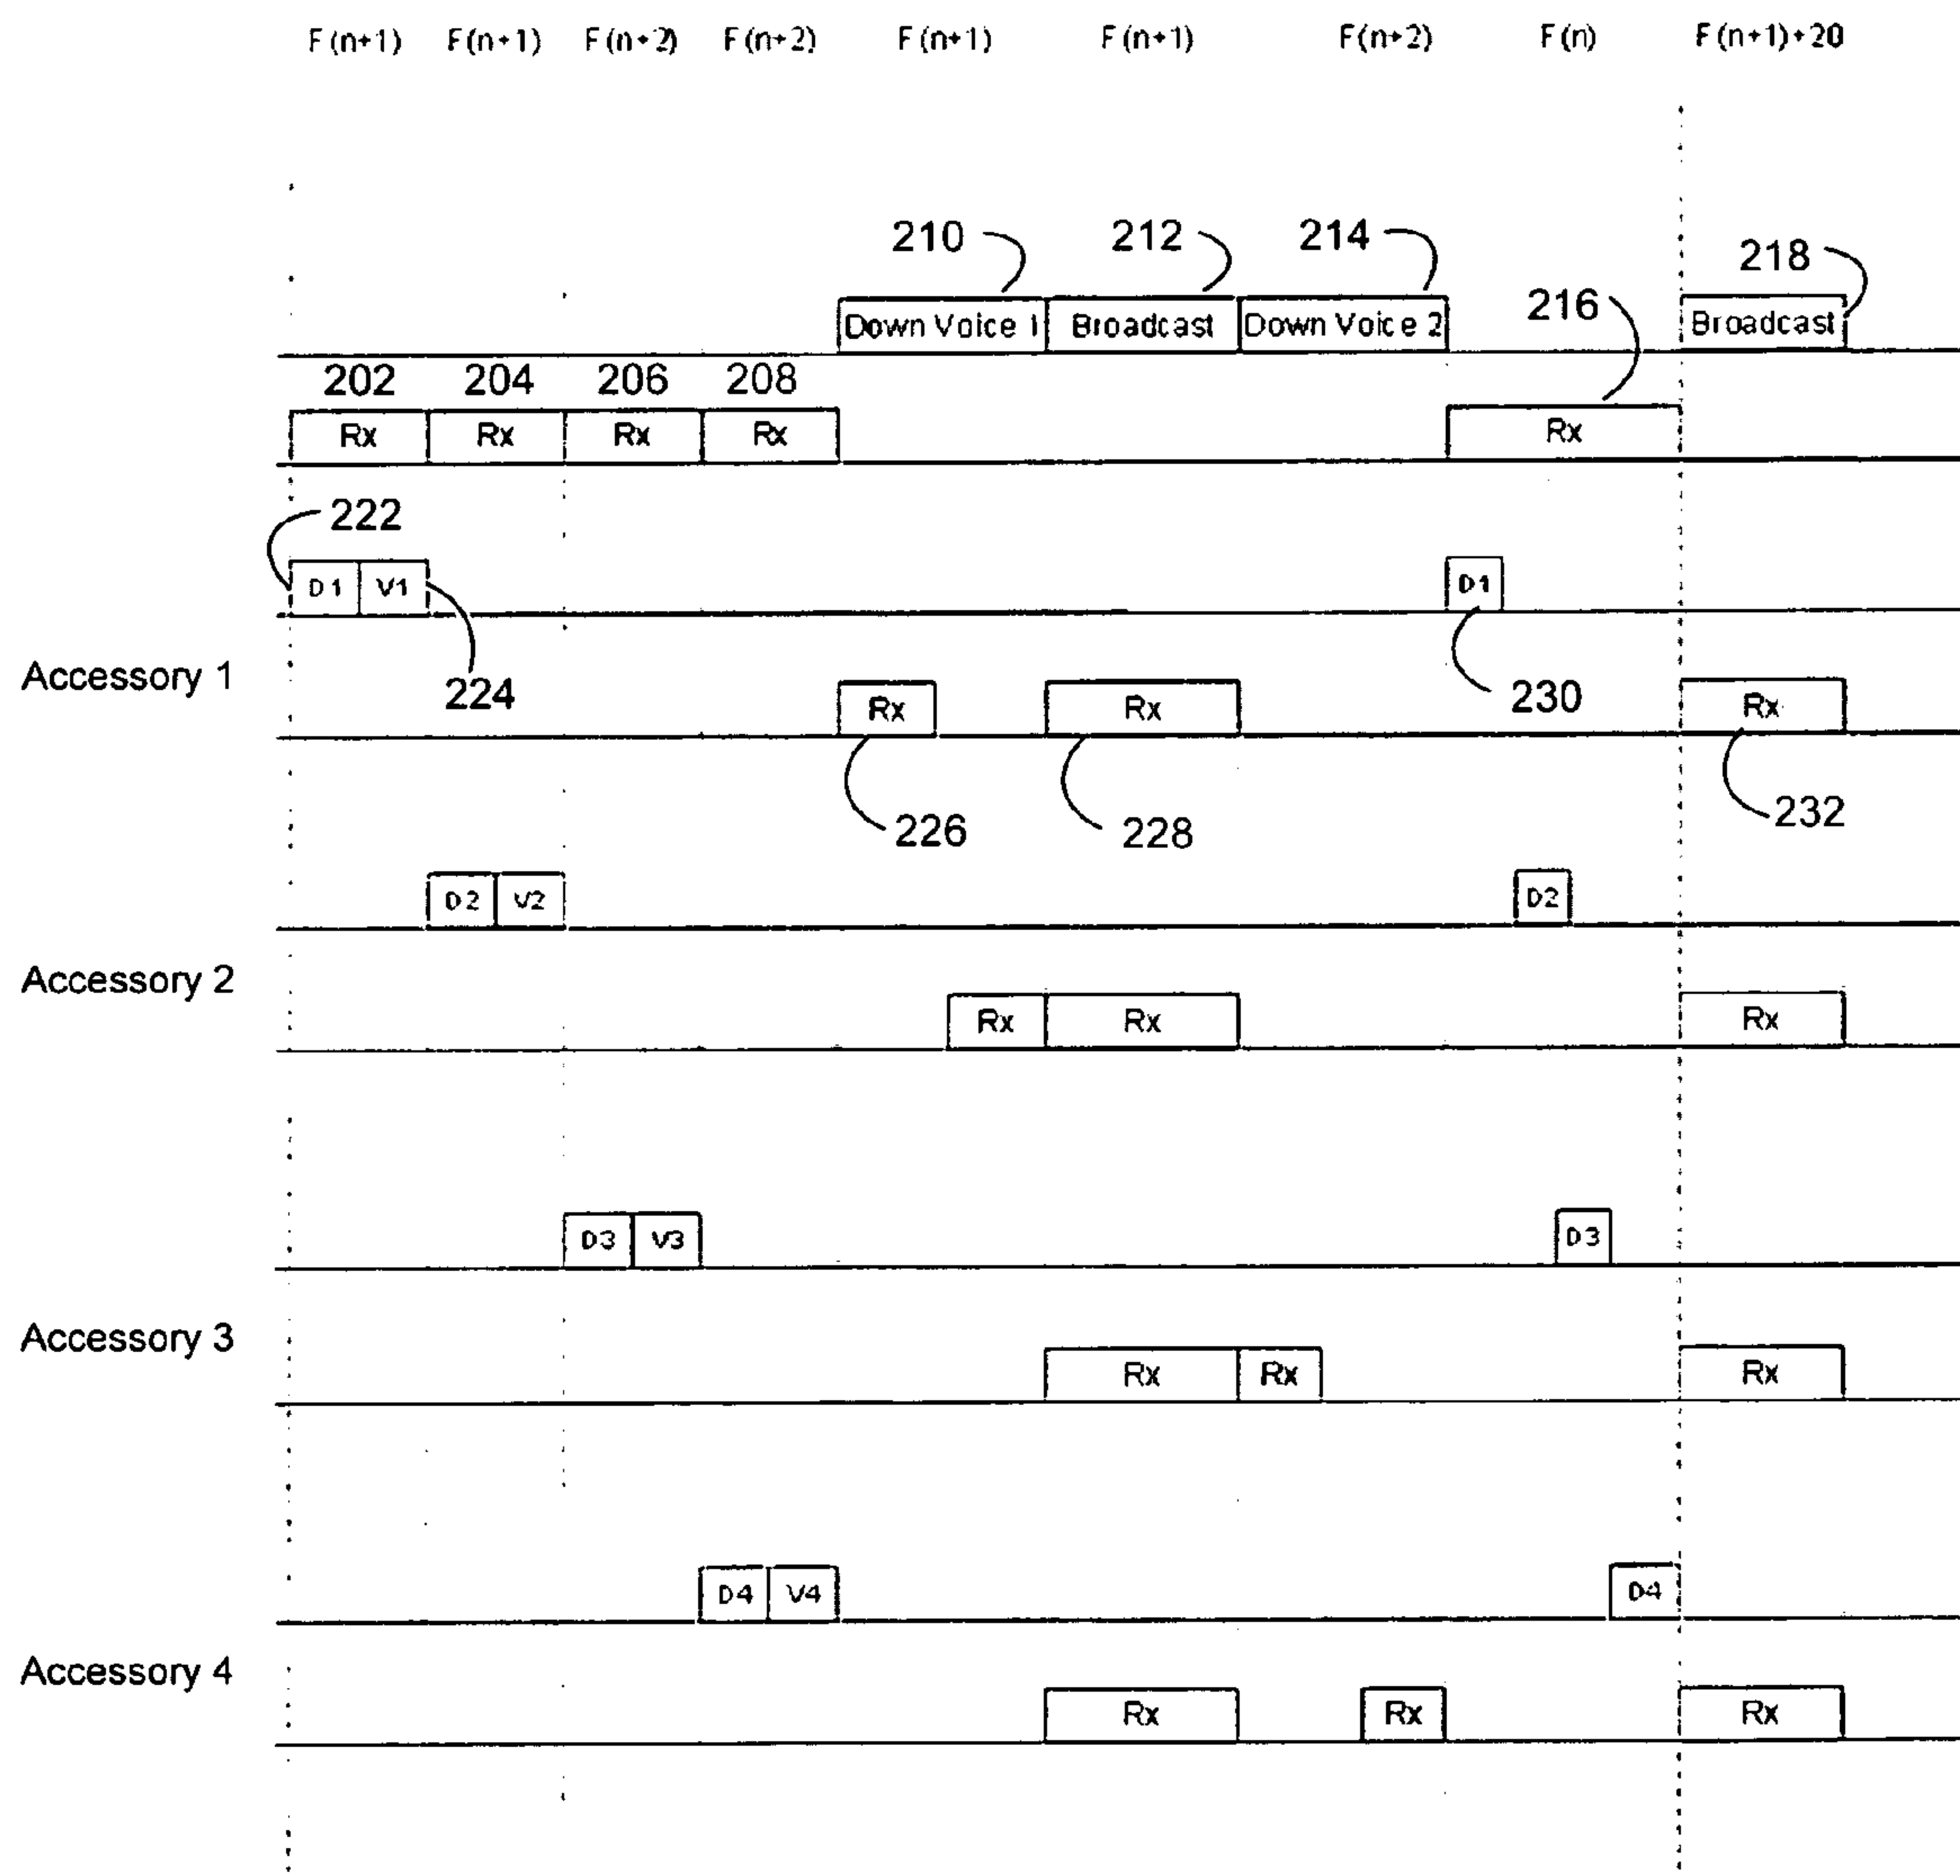 F(n+1) F(n+1) F(n+2) F(n+2) F(n+1) F(n+1) F(n+2) F(n) F(n+1)+20
210 212 214 218
216
Down Voice 1 Broadcast Down Voice 2 Broadcast
202 204 206 208
Rx Rx Rx Rx Rx
222
D1 V1 D1
Accessory 1 224 230
Rx Rx Rx
226 228 232
D2 V2 D2
Accessory 2
Rx Rx Rx
D3 V3 D3
Accessory 3
Rx Rx Rx
D4 V4 D4
Accessory 4
Rx Rx Rx